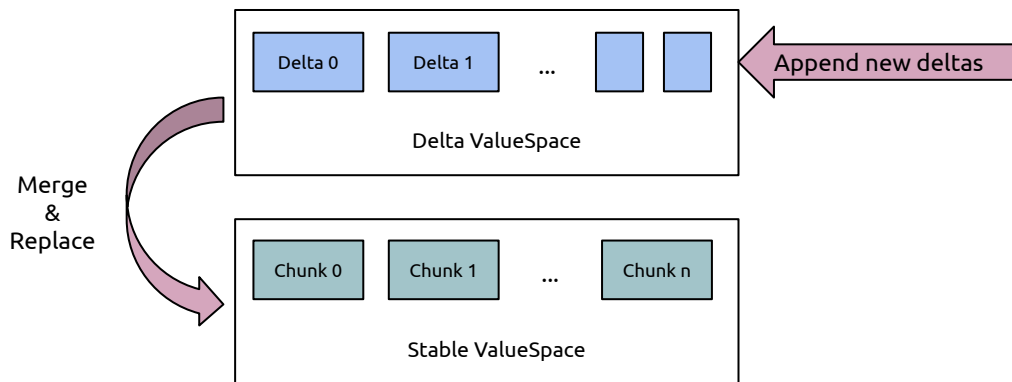 Delta 0
Delta 1
...
Append new deltas
Delta ValueSpace
Merge
&
Replace
Chunk 0
Chunk 1
...
Chunk n
Stable ValueSpace